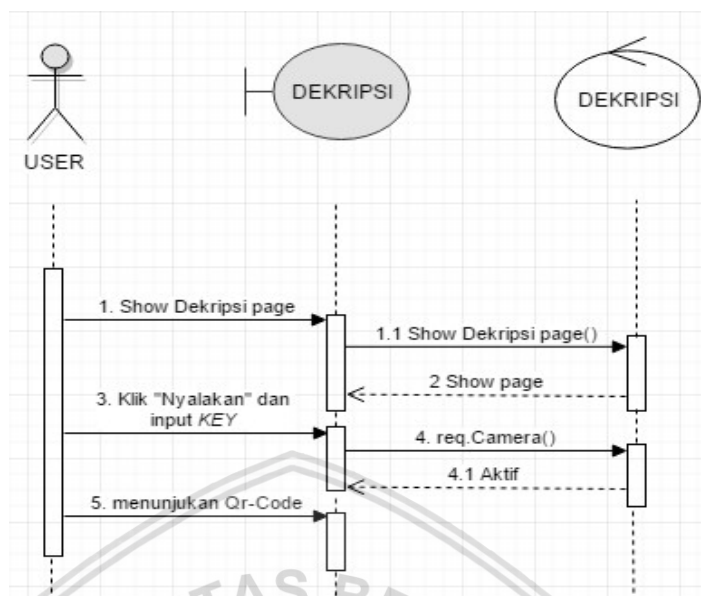 DEKRIPSI
DEKRIPSI
USER
1. Show Dekripsi page
1.1 Show Dekripsi page()
2 Show page
3. Klik "Nyalakan" dan
input KEY
4. req.Camera()
4.1 Aktif
5. menunjukan Qr-Code